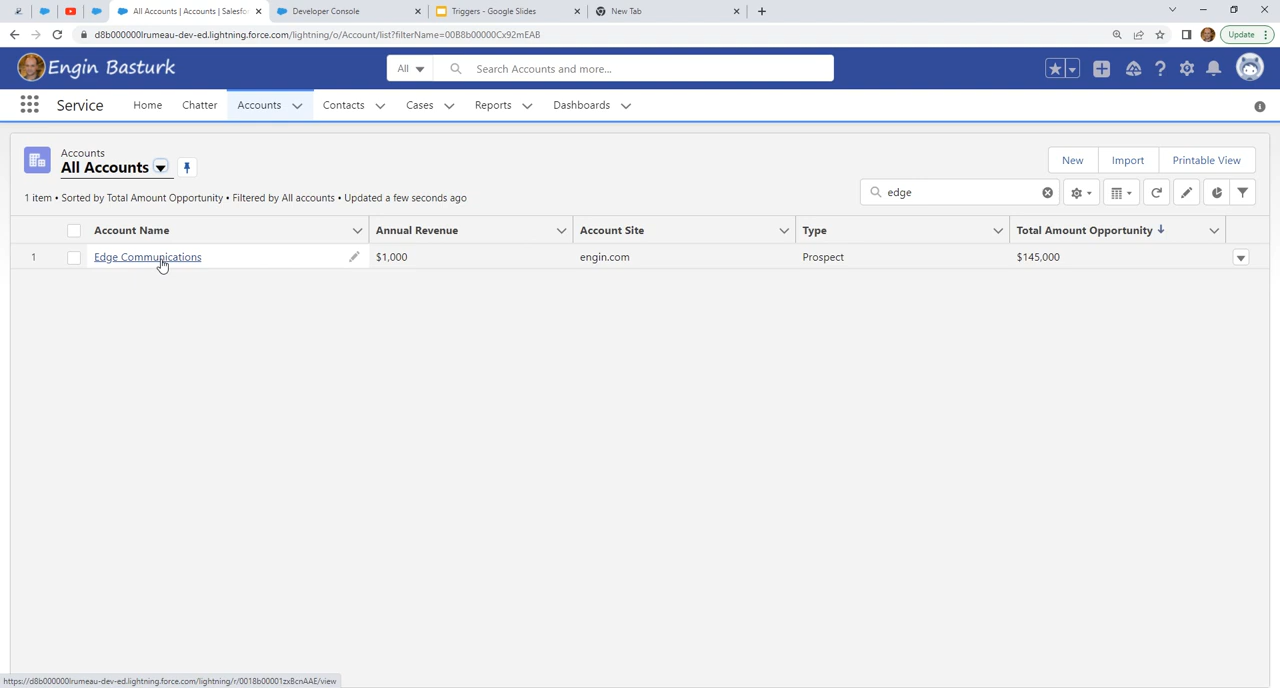 All Accounts | Accounts | Salesfo
Developer Console
Triggers - Google Slides
New Tab
d8b000000lrumeau-dev-ed.lightning.force.com/lightning/o/Account/list?filterName=00B8b00000Cx92mEAB
Update
Engin Basturk
All
Search Accounts and more...
Service
Home
Chatter
Accounts
Contacts
Cases
Reports
Dashboards
Accounts
All Accounts
New
Import
Printable View
1 item • Sorted by Total Amount Opportunity • Filtered by All accounts • Updated a few seconds ago
edge
Account Name
Annual Revenue
Account Site
Type
Total Amount Opportunity
1
Edge Communications
$1,000
engin.com
Prospect
$145,000
https://d8b000000lrumeau-dev-ed.lightning.force.com/lightning/r/0018b00001zxBcnAAE/view